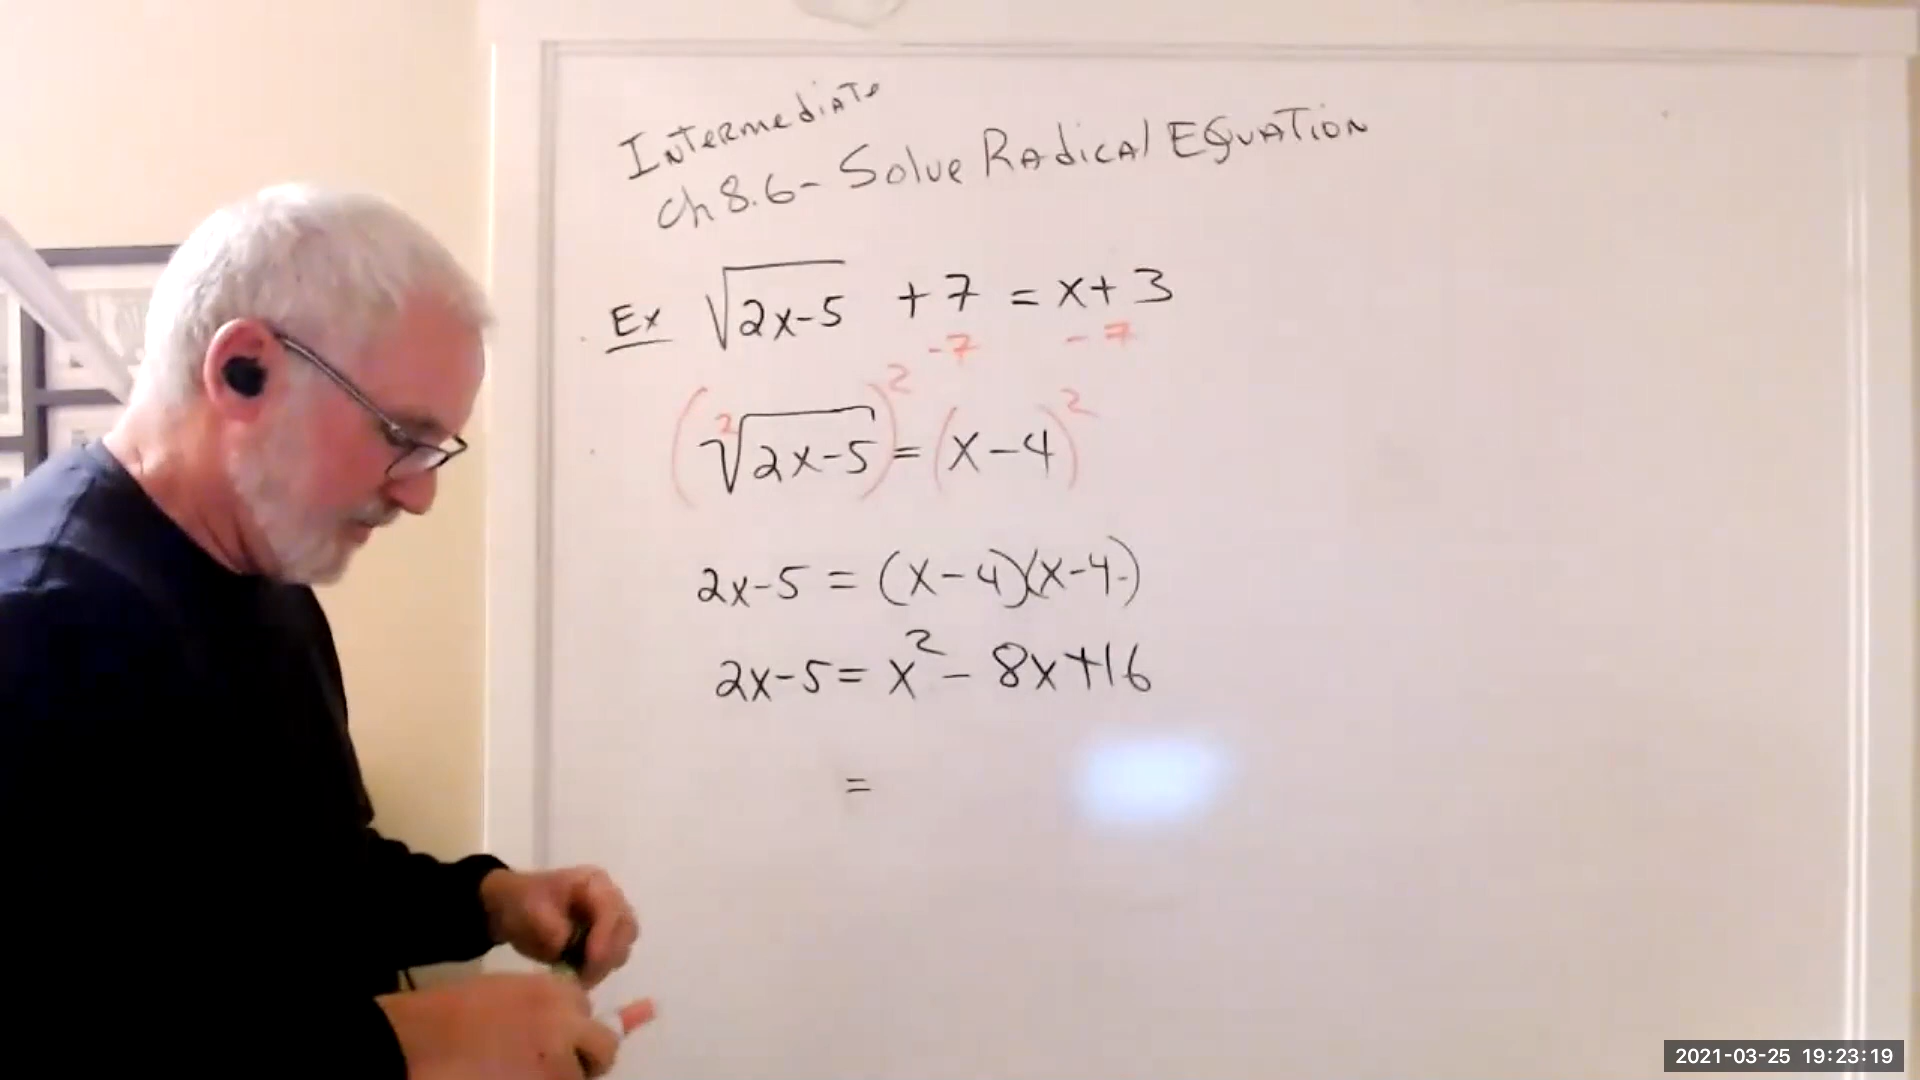 Intermediate
Ch 8.6 - Solve Radical Equation
Ex √2x-5 + 7 = x + 3
-7 - 7
(²√2x-5)² = (x-4)²
2x-5 = (x-4)(x-4)
2x-5 = x² - 8x+16
=
2021-03-25 19:23:19